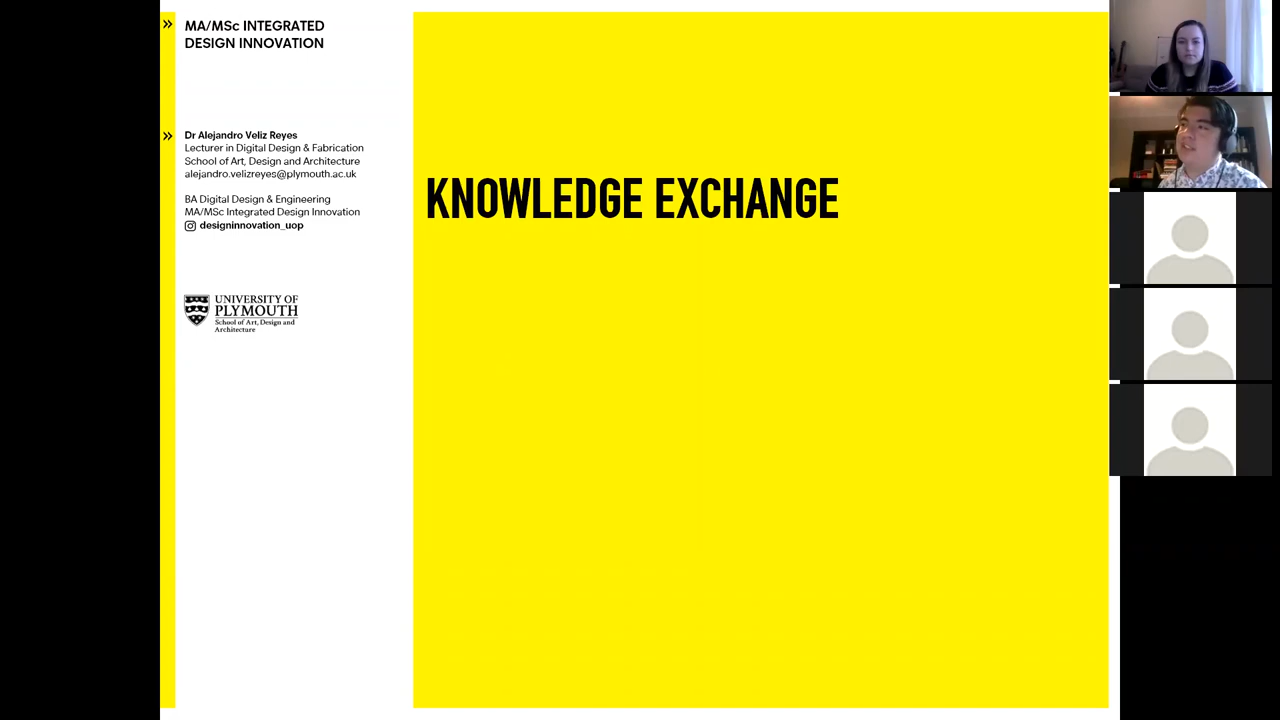 » MA/MSc INTEGRATED
DESIGN INNOVATION
» Dr Alejandro Veliz Reyes
Lecturer in Digital Design & Fabrication
School of Art, Design and Architecture
alejandro.velizreyes@plymouth.ac.uk
BA Digital Design & Engineering
MA/MSc Integrated Design Innovation
designinnovation_uop
UNIVERSITY OF
PLYMOUTH
School of Art, Design and
Architecture
KNOWLEDGE EXCHANGE